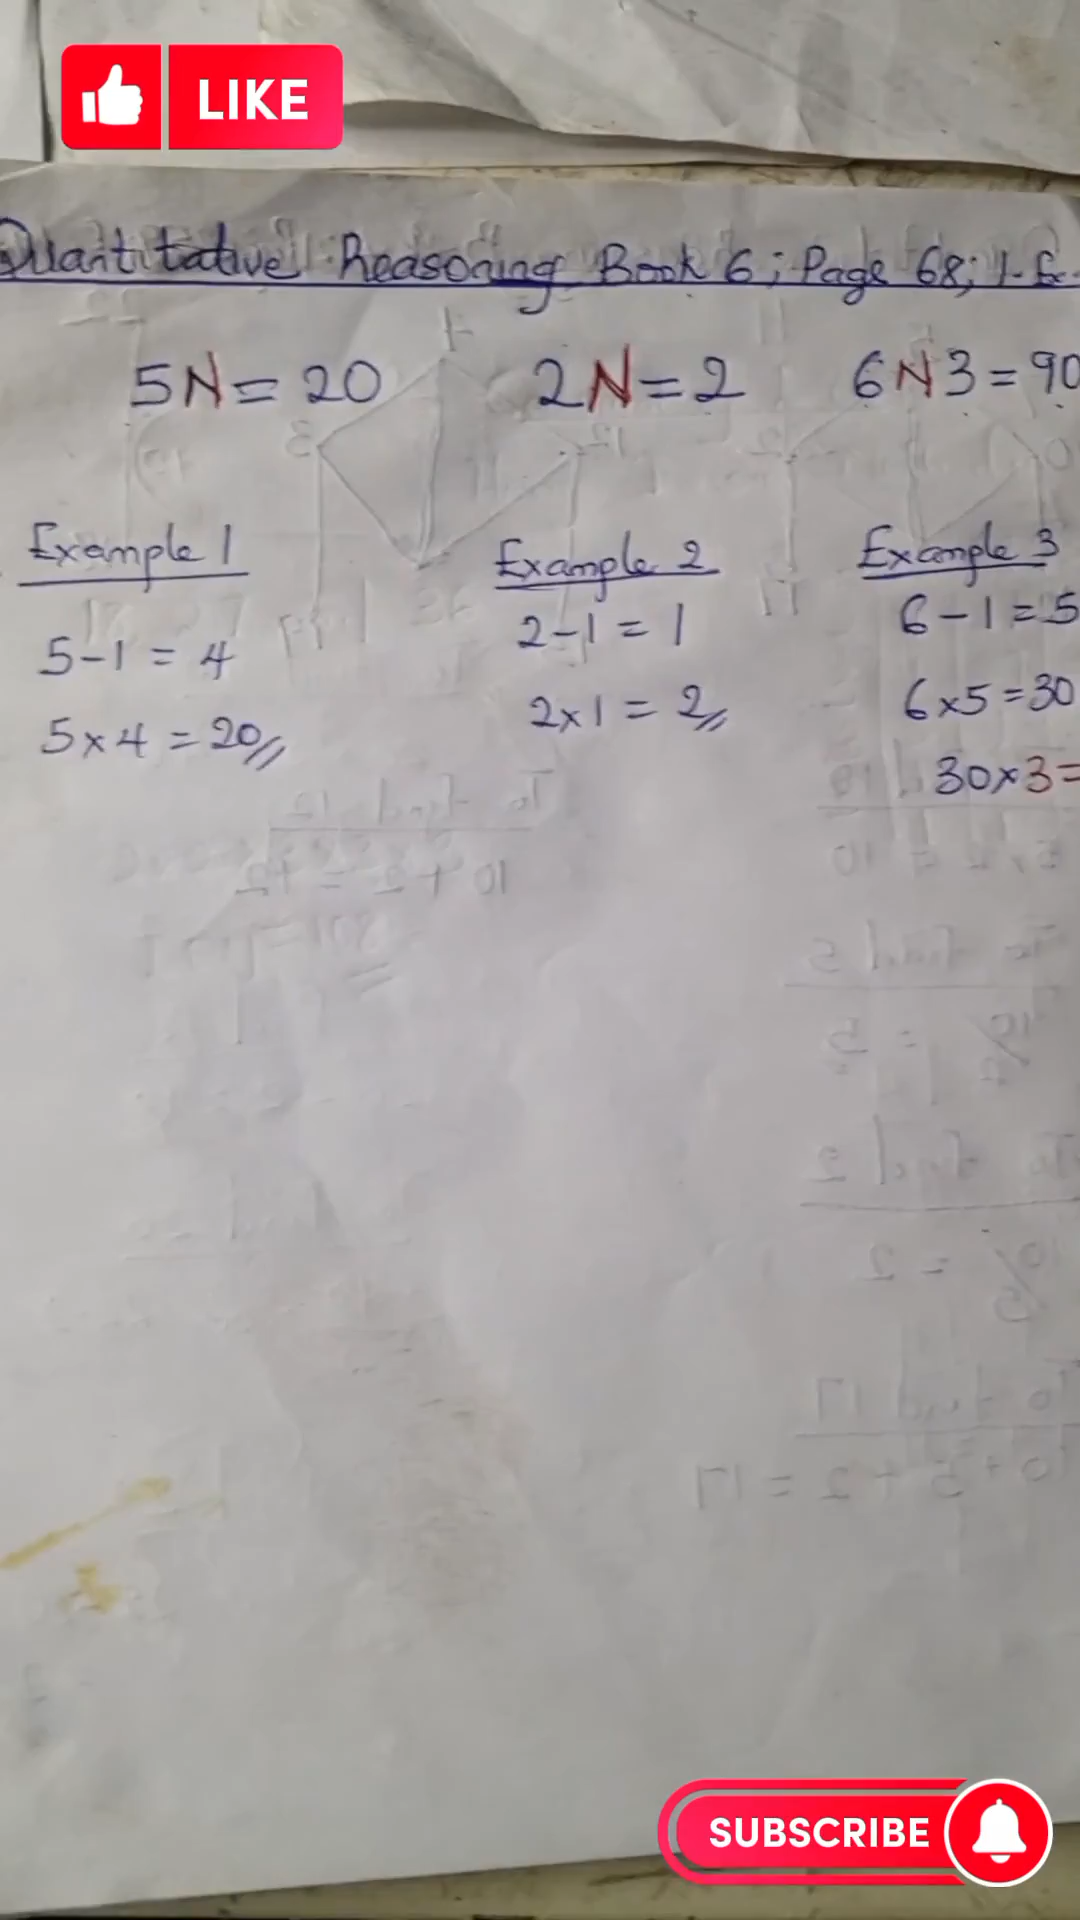 LIKE
Quantitative Reasoning Book 6; Page 68; 1-
5N = 20 2N = 2 6N3 = 90
Example 1 Example 2 Example 3
5-1 = 4 2-1 = 1 6-1 = 5
5x4 = 20 2x1 = 2 6x5 = 30
30x3 =
SUBSCRIBE